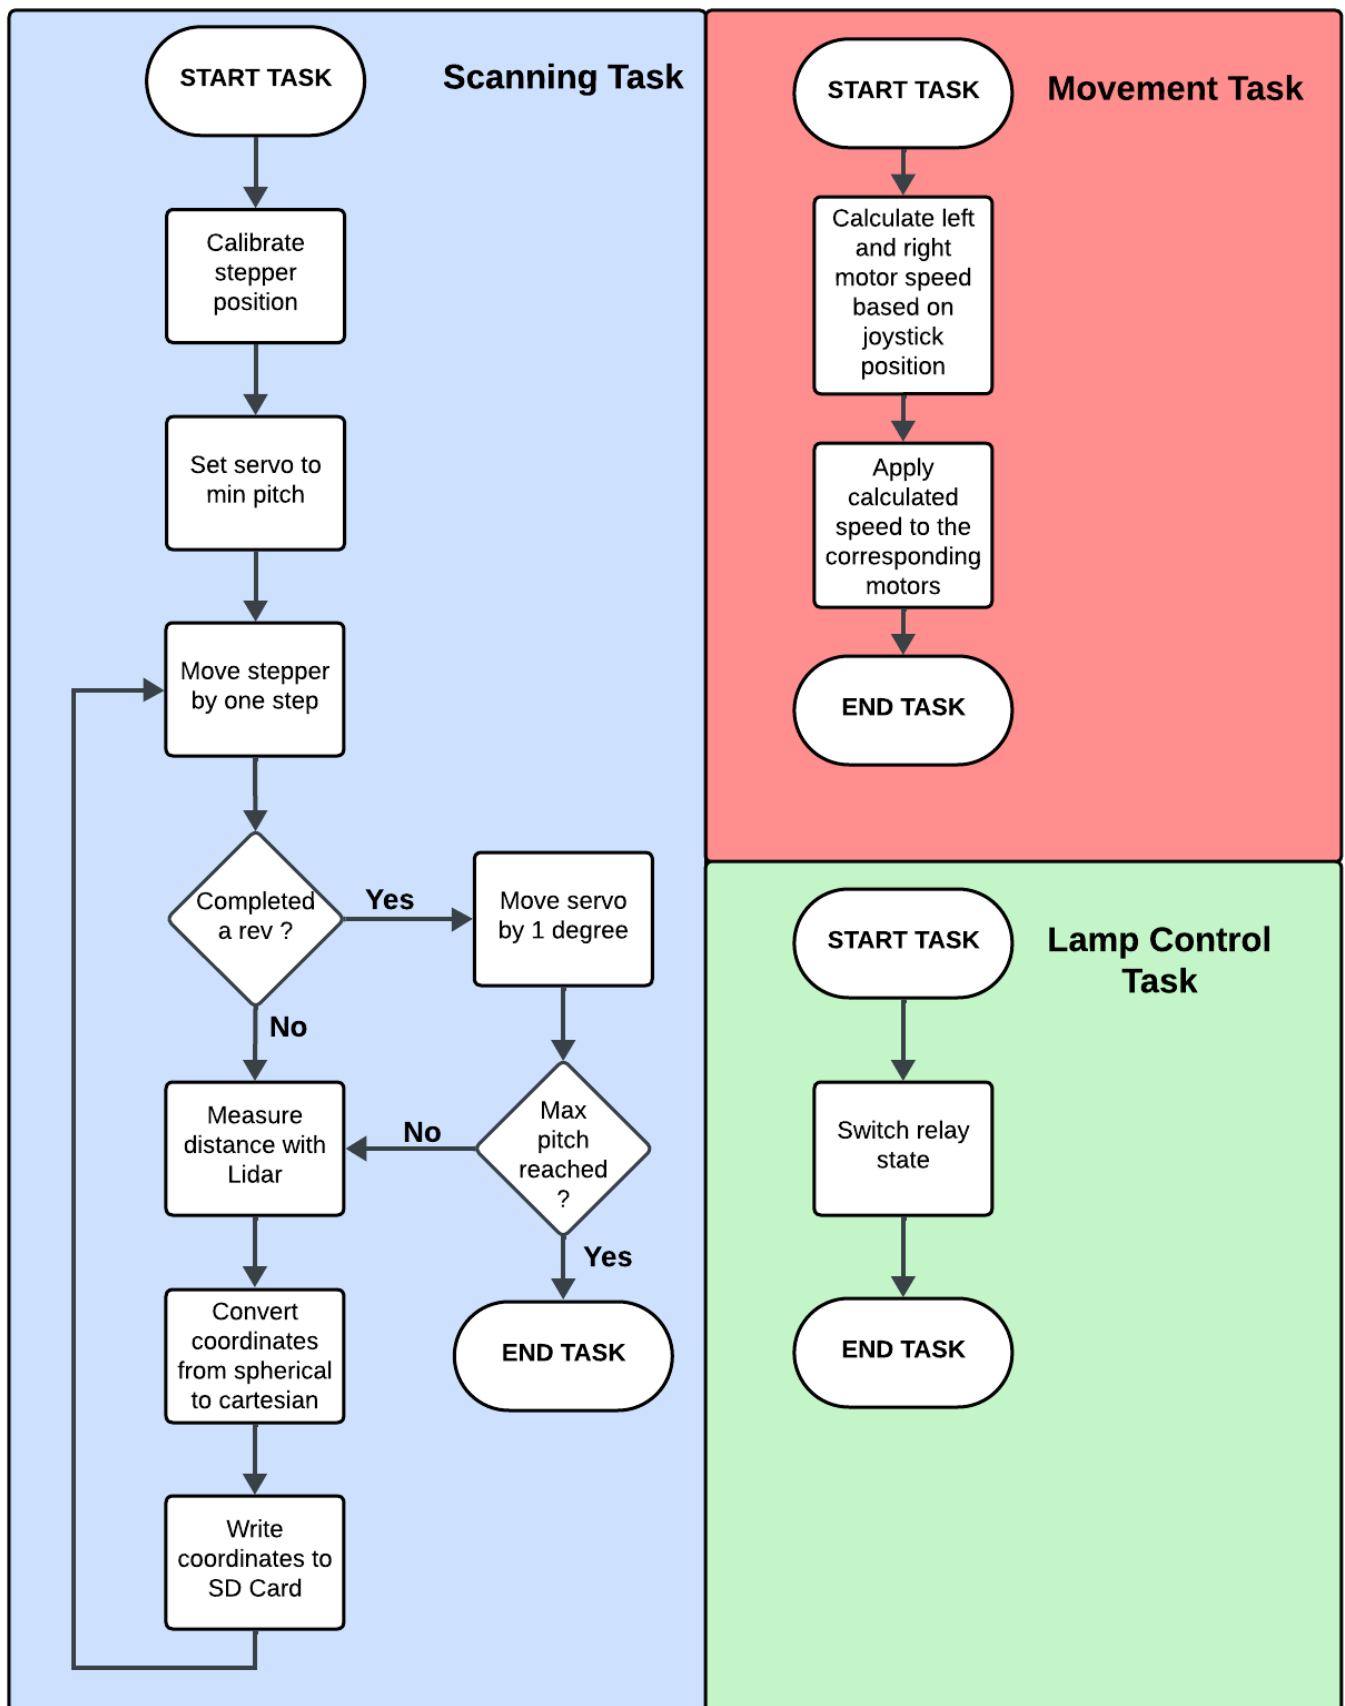 Scanning Task
START TASK
Calibrate
stepper
position
Set servo to
min pitch
Move stepper
by one step
Completed
a rev ?
Yes
No
Move servo
by 1 degree
Max
pitch
reached
?
No
Yes
END TASK
Measure
distance with
Lidar
Convert
coordinates
from spherical
to cartesian
Write
coordinates to
SD Card
Movement Task
START TASK
Calculate left
and right
motor speed
based on
joystick
position
Apply
calculated
speed to the
corresponding
motors
END TASK
Lamp Control
Task
START TASK
Switch relay
state
END TASK